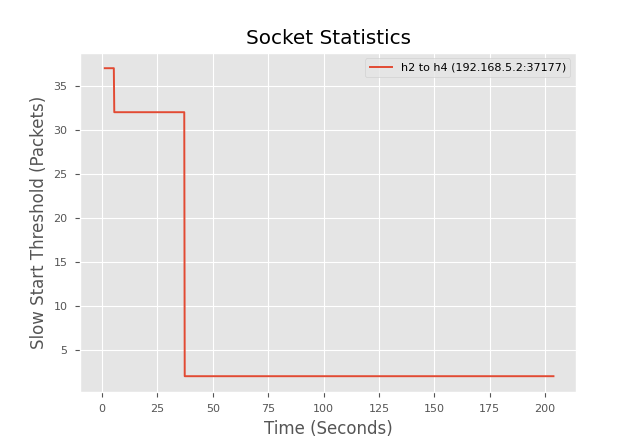 Socket Statistics
h2 to h4 (192.168.5.2:37177)
Slow Start Threshold (Packets)
35
30
25
20
15
10
5
0 25 50 75 100 125 150 175 200
Time (Seconds)